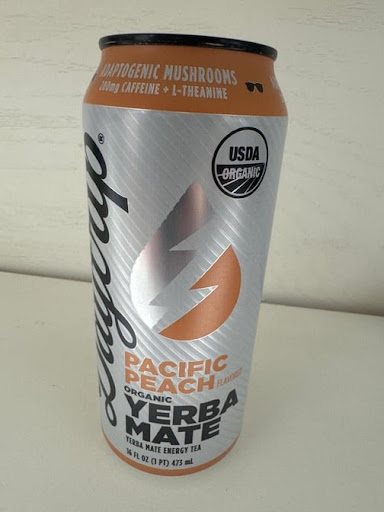 ADAPTOGENIC MUSHROOMS
200mg CAFFEINE + L-THEANINE
USDA
ORGANIC
PACIFIC
PEACH FLAVORED
ORGANIC
YERBA
MATE
YERBA MATE ENERGY TEA
16 FL OZ (1 PT) 473 mL